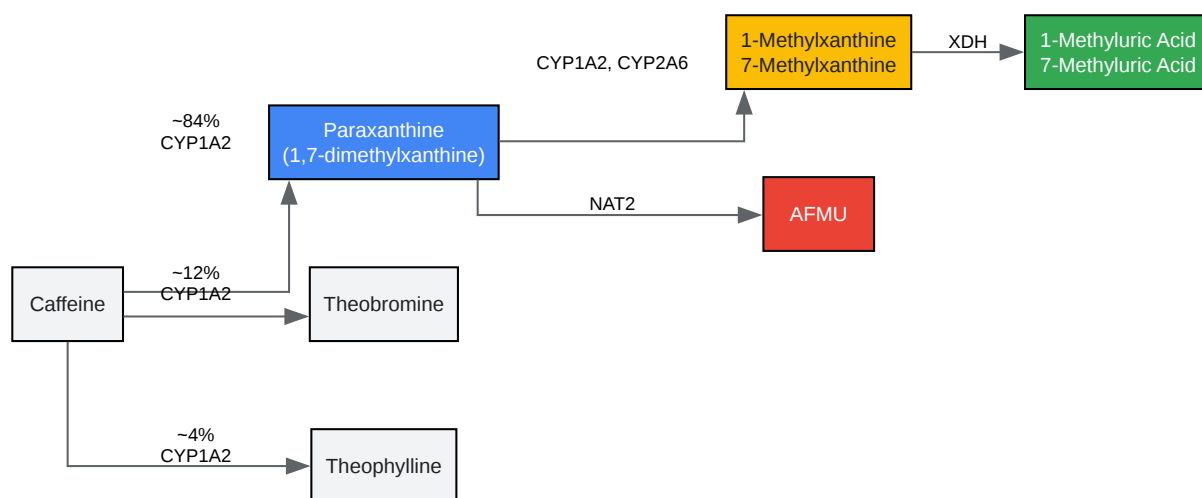 1-Methylxanthine
7-Methylxanthine
XDH
1-Methyluric Acid
7-Methyluric Acid
CYP1A2, CYP2A6
~84%
CYP1A2
Paraxanthine
(1,7-dimethylxanthine)
NAT2
AFMU
Caffeine
~12%
CYP1A2
Theobromine
~4%
CYP1A2
Theophylline